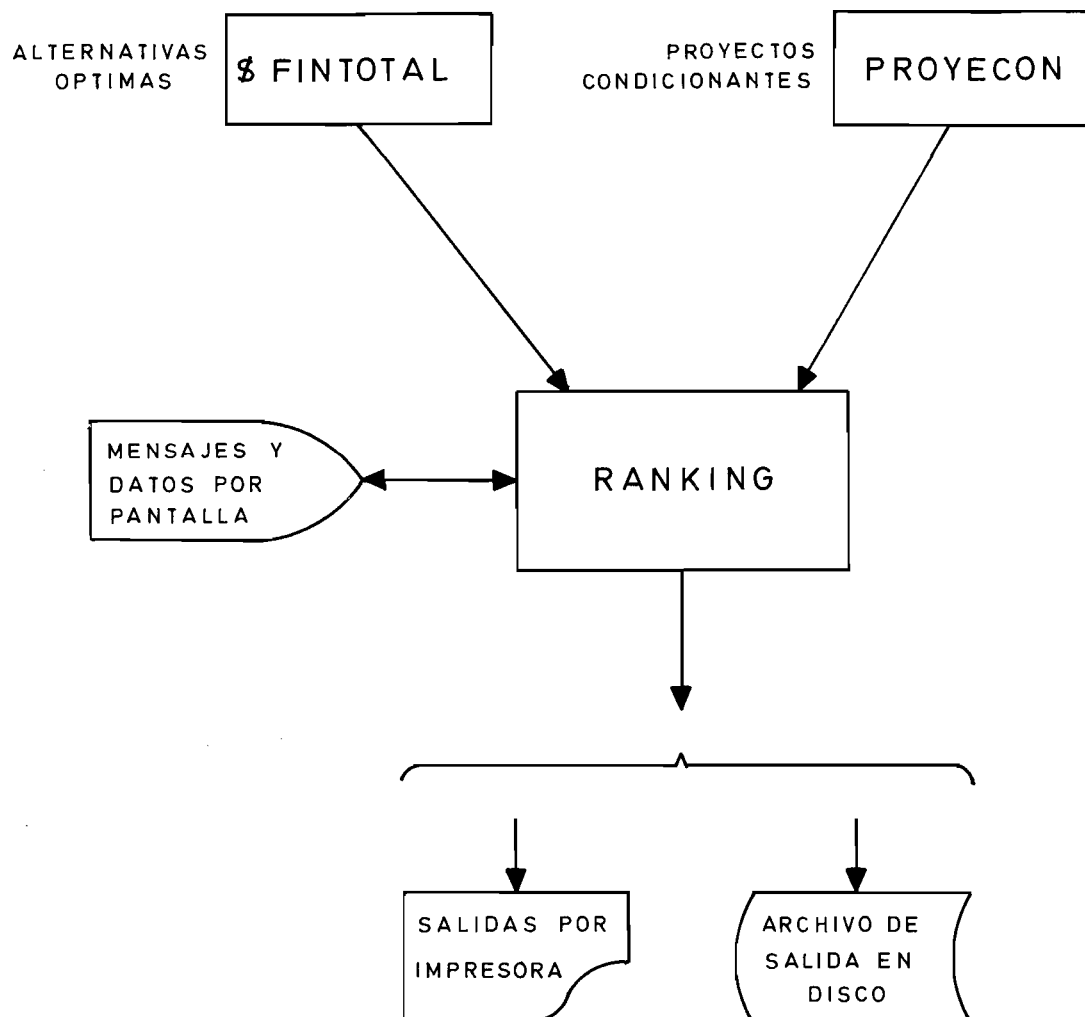 ALTERNATIVAS
OPTIMAS
$ FINTOTAL
PROYECTOS
CONDICIONANTES
PROYECON
MENSAJES Y
DATOS POR
PANTALLA
RANKING
SALIDAS POR
IMPRESORA
ARCHIVO DE
SALIDA EN
DISCO